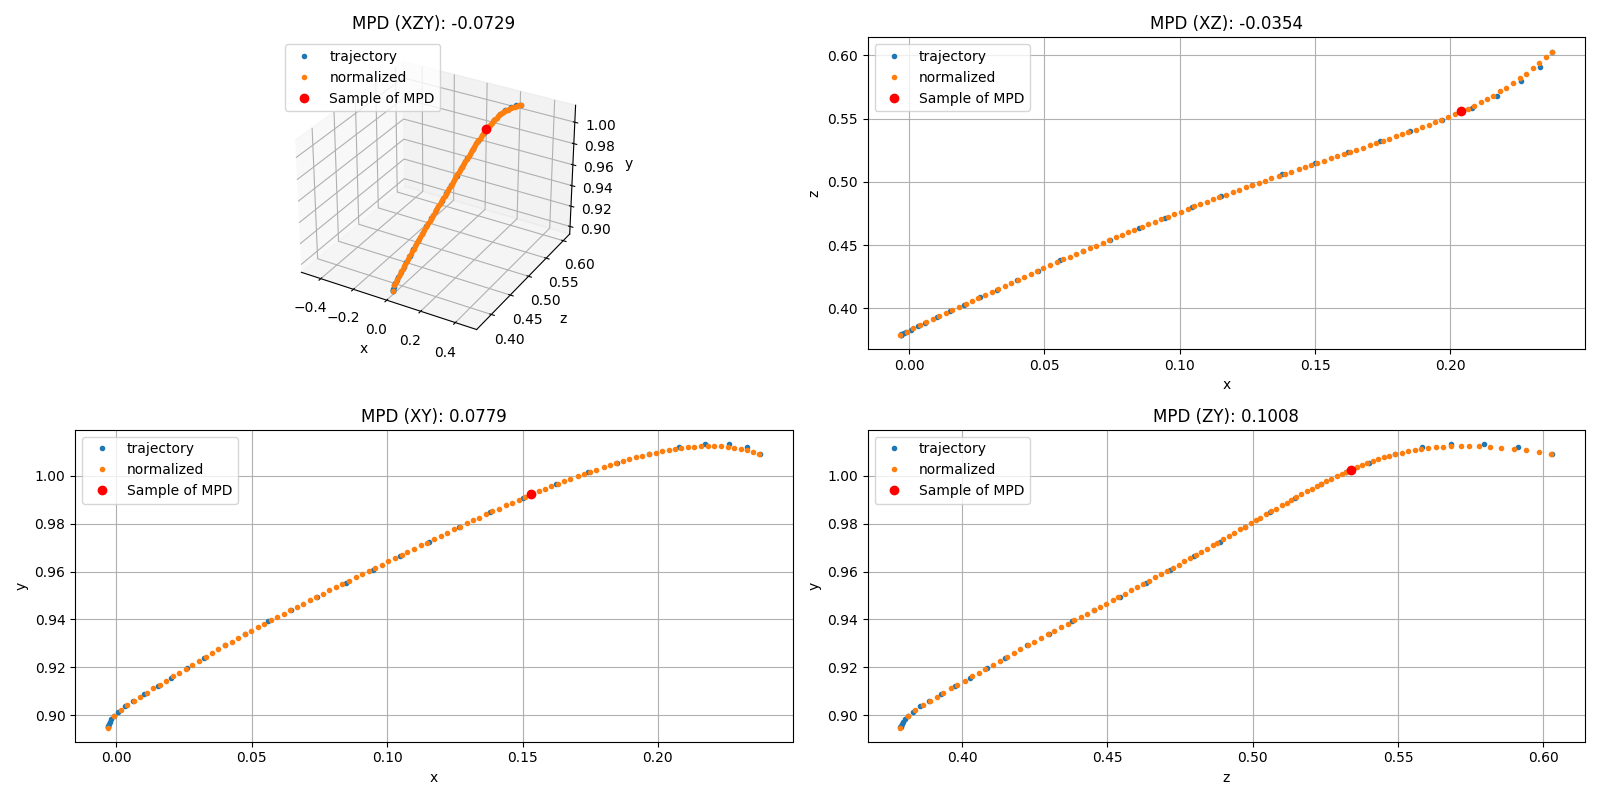 MPD (XZY): -0.0729
trajectory
normalized
Sample of MPD
1.00
0.98
0.96
0.94
0.92
0.90
y
0.60
0.55
0.50
0.45
0.40
z
−0.4
−0.2
0.0
0.2
0.4
x
MPD (XZ): -0.0354
trajectory
normalized
Sample of MPD
0.60
0.55
0.50
0.45
0.40
z
0.00 0.05 0.10 0.15 0.20
x
MPD (XY): 0.0779
trajectory
normalized
Sample of MPD
1.00
0.98
0.96
0.94
0.92
0.90
y
0.00 0.05 0.10 0.15 0.20
x
MPD (ZY): 0.1008
trajectory
normalized
Sample of MPD
1.00
0.98
0.96
0.94
0.92
0.90
y
0.40 0.45 0.50 0.55 0.60
z